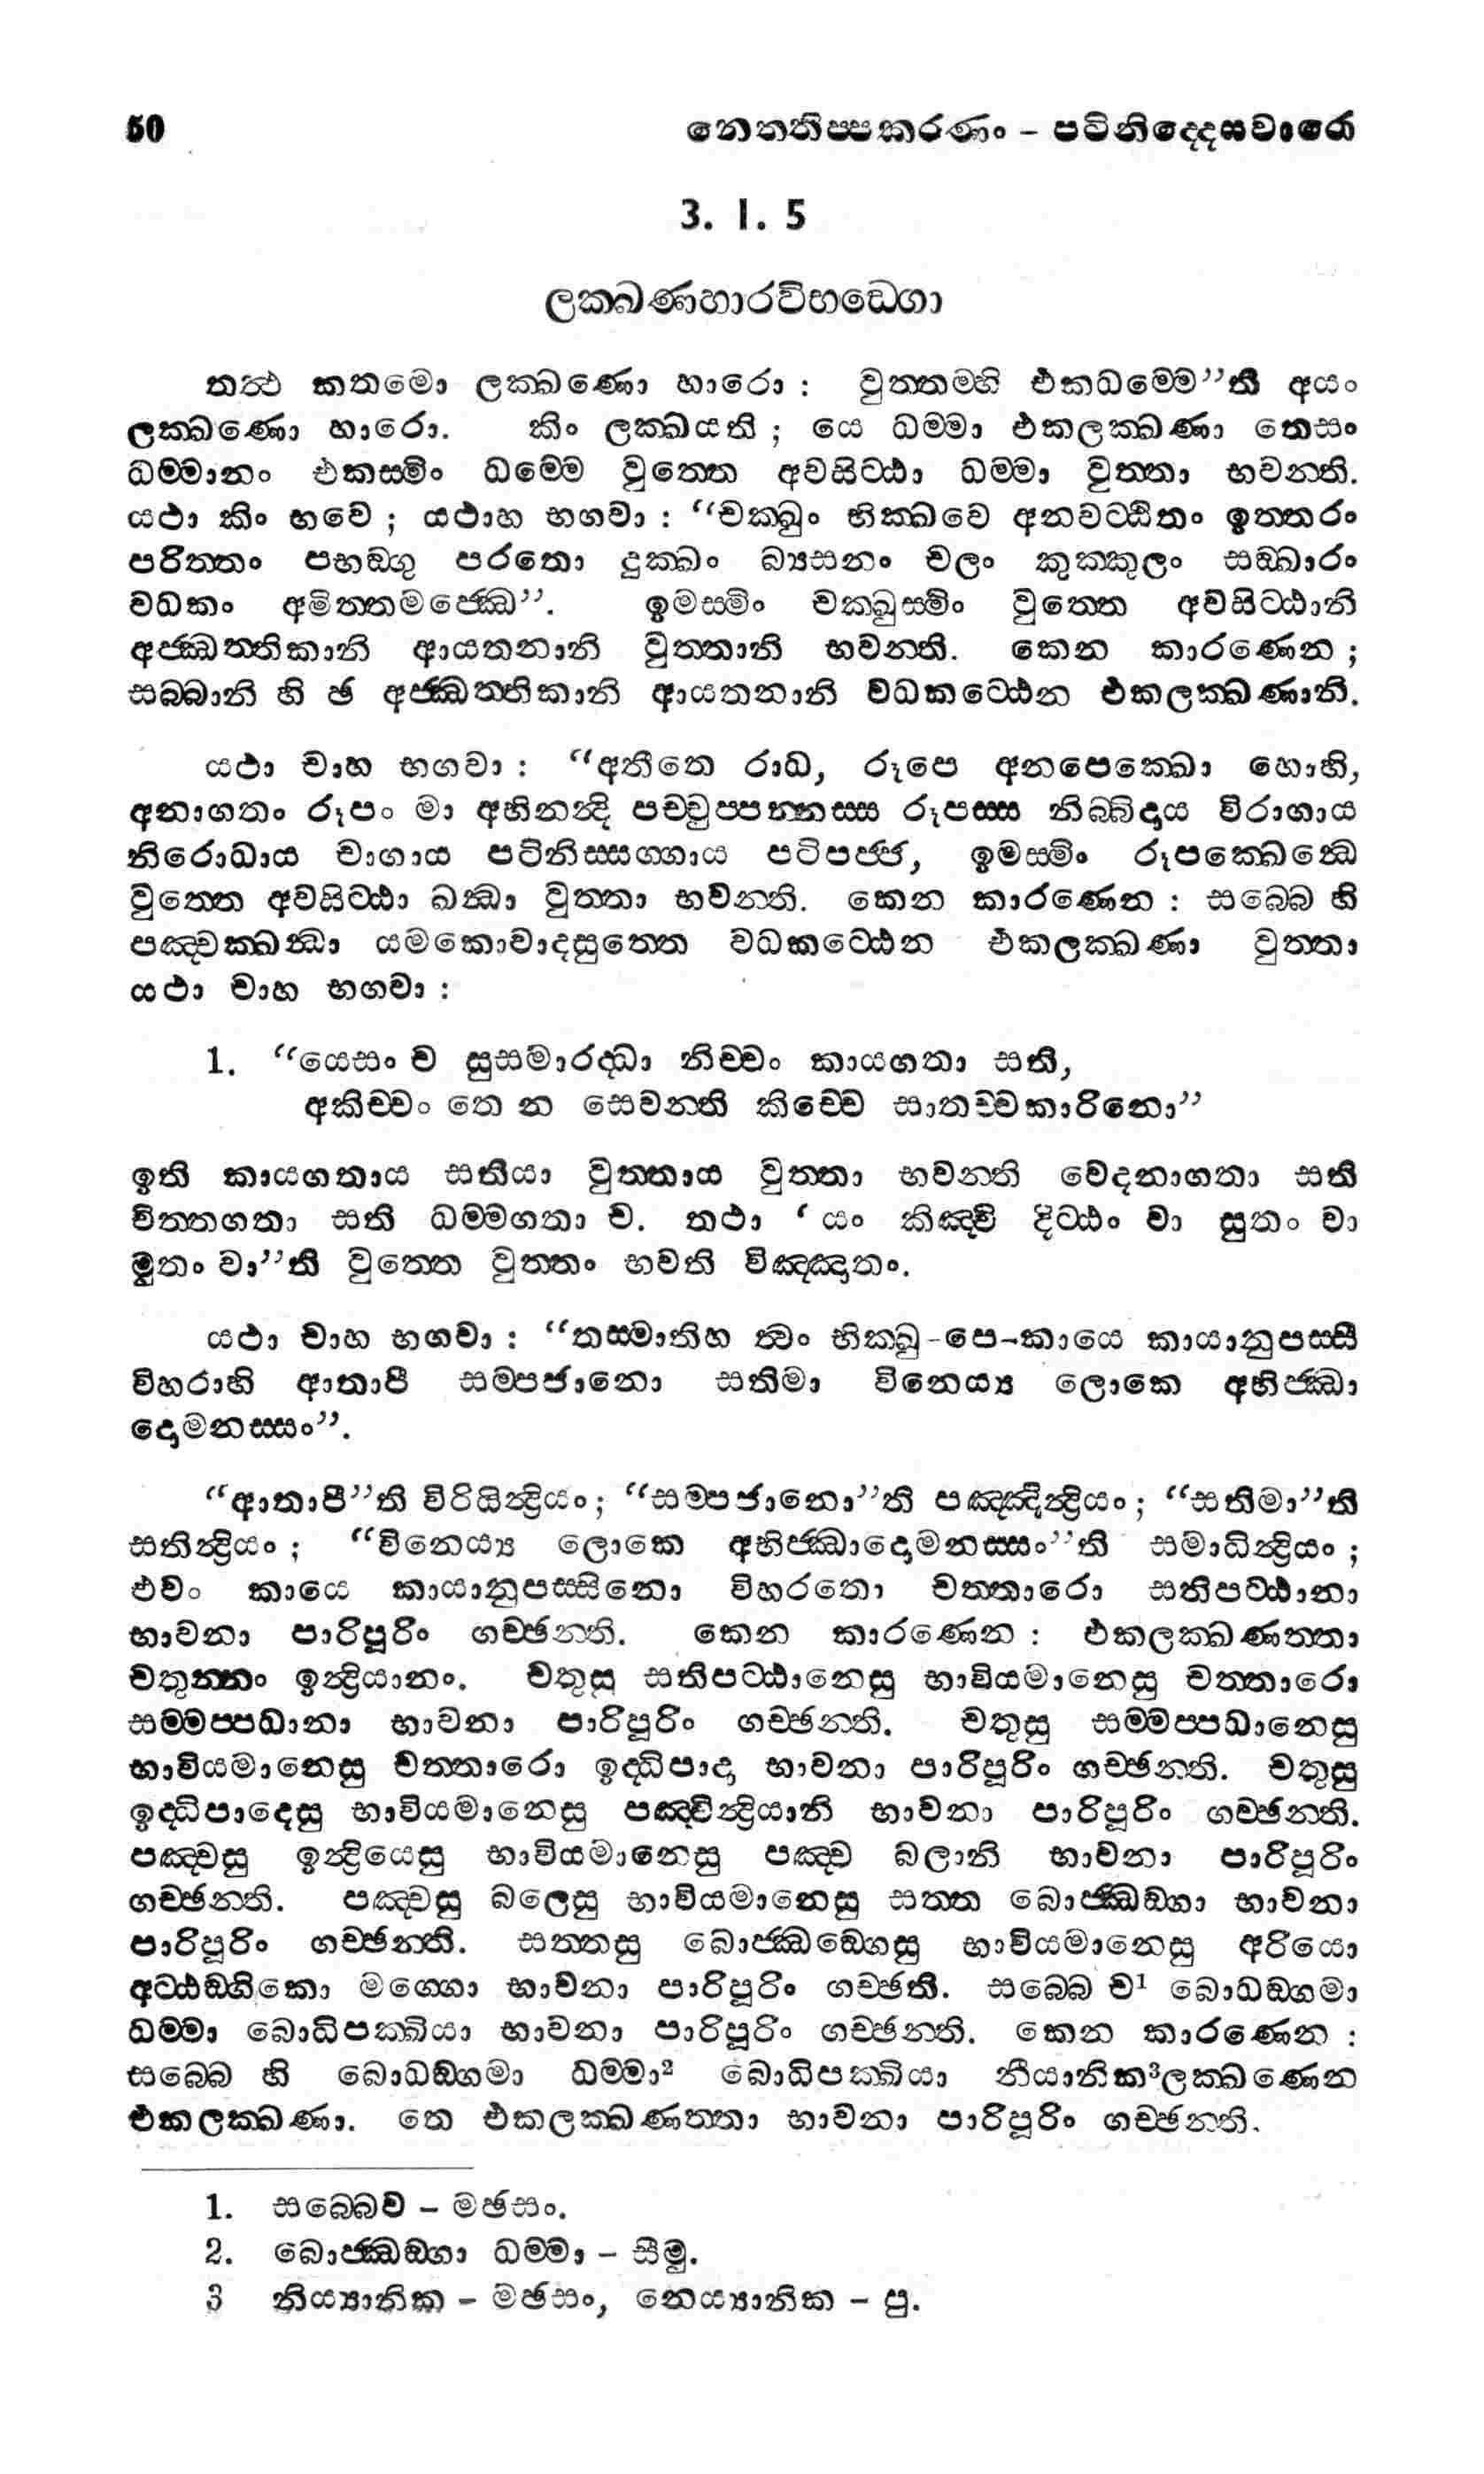 50 නෙත්තිප්පකරණං – පටිනිද්දෙසවාරො
3. 1. 5
ලක්ඛණහාරවිභඞ්ගො
තත්ථ කතමො ලක්ඛණො හාරො : වුත්තම්හි එකධම්මෙ”ති අයං
ලක්ඛණො හාරො. කිං ලක්ඛයති ; යෙ ධම්මා එකලක්ඛණා තෙසං
ධම්මානං එකස්මිං ධම්මෙ වුත්තෙ අවසිට්ඨා ධම්මා වුත්තා භවන්ති.
යථා කිං භවෙ ; යථාහ භගවා : “චක්ඛුං භික්ඛවෙ අනවට්ඨිතං ඉත්තරං
පරිත්තං පභඞ්ගු පරතො දුක්ඛං බ්‍යසනං චලං කුක්කුලං සඞ්ඛාරං
වධකං අමිත්තමජ්ඣෙ”. ඉමස්මිං චක්ඛුස්මිං වුත්තෙ අවසිට්ඨානි
අජ්ඣත්තිකානි ආයතනානි වුත්තානි භවන්ති. කෙන කාරණෙන ;
සබ්බානි හි ඡ අජ්ඣත්තිකානි ආයතනානි වධකට්ඨෙන එකලක්ඛණානි.
යථා චාහ භගවා : “අතීතෙ රාධ, රූපෙ අනපෙක්ඛො හොහි,
අනාගතං රූපං මා අභිනන්දි පච්චුප්පන්නස්ස රූපස්ස නිබ්බිදාය විරාගාය
නිරොධාය චාගාය පටිනිස්සග්ගාය පටිපජ්ජ, ඉමස්මිං රූපක්ඛන්ධෙ
වුත්තෙ අවසිට්ඨා ඛන්ධා වුත්තා භවන්ති. කෙන කාරණෙන : සබ්බෙ හි
පඤ්චක්ඛන්ධා යමකොවාදසුත්තෙ වධකට්ඨෙන එකලක්ඛණා වුත්තා
යථා චාහ භගවා :
1. “යෙසං ච සුසමාරද්ධා නිච්චං කායගතා සති,
අකිච්චං තෙ න සෙවන්ති කිච්චෙ සාතච්චකාරිනො”
ඉති කායගතාය සතියා වුත්තාය වුත්තා භවන්ති වෙදනාගතා සති
චිත්තගතා සති ධම්මගතා ච. තථා ‘ යං කිඤ්චි දිට්ඨං වා සුතං වා
මුතං වා”ති වුත්තෙ වුත්තං භවති විඤ්ඤාතං.
යථා චාහ භගවා : “තස්මාතිහ ත්වං භික්ඛු-පෙ-කායෙ කායානුපස්සී
විහරාහි ආතාපී සම්පජානො සතිමා විනෙය්‍ය ලොකෙ අභිජ්ඣා
දොමනස්සං”.
“ආතාපී”ති විරියින්ද්‍රියං; “සම්පජානො”ති පඤ්ඤින්ද්‍රියං; “සතිමා”ති
සතින්ද්‍රියං ; “විනෙය්‍ය ලොකෙ අභිජ්ඣාදොමනස්සං”ති සමාධින්ද්‍රියං ;
එවං කායෙ කායානුපස්සිනො විහරතො චත්තාරො සතිපට්ඨානා
භාවනා පාරිපූරිං ගච්ඡන්ති. කෙන කාරණෙන : එකලක්ඛණත්තා
චතුන්නං ඉන්ද්‍රියානං. චතුසු සතිපට්ඨානෙසු භාවියමානෙසු චත්තාරො
සම්මප්පධානා භාවනා පාරිපූරිං ගච්ඡන්ති. චතුසු සම්මප්පධානෙසු
භාවියමානෙසු චත්තාරො ඉද්ධිපාදා භාවනා පාරිපූරිං ගච්ඡන්ති. චතුසු
ඉද්ධිපාදෙසු භාවියමානෙසු පඤ්චින්ද්‍රියානි භාවනා පාරිපූරිං ගච්ඡන්ති.
පඤ්චසු ඉන්ද්‍රියෙසු භාවියමානෙසු පඤ්ච බලානි භාවනා පාරිපූරිං
ගච්ඡන්ති. පඤ්චසු බලෙසු භාවියමානෙසු සත්ත බොජ්ඣඞ්ගා භාවනා
පාරිපූරිං ගච්ඡන්ති. සත්තසු බොජ්ඣඞ්ගෙසු භාවියමානෙසු අරියො
අට්ඨඞ්ගිකො මග්ගො භාවනා පාරිපූරිං ගච්ඡති. සබ්බෙ ච¹ බොධඞ්ගමා
ධම්මා බොධිපක්ඛියා භාවනා පාරිපූරිං ගච්ඡන්ති. කෙන කාරණෙන :
සබ්බෙ හි බොධඞ්ගමා ධම්මා² බොධිපක්ඛියා නීයානික³ලක්ඛණෙන
එකලක්ඛණා. තෙ එකලක්ඛණත්තා භාවනා පාරිපූරිං ගච්ඡන්ති.
1. සබ්බෙව – මඡසං.
2. බොජ්ඣඞ්ගා ධම්මා – සීමු.
3 නිය්‍යානික – මඡසං, නෙය්‍යානික – පු.